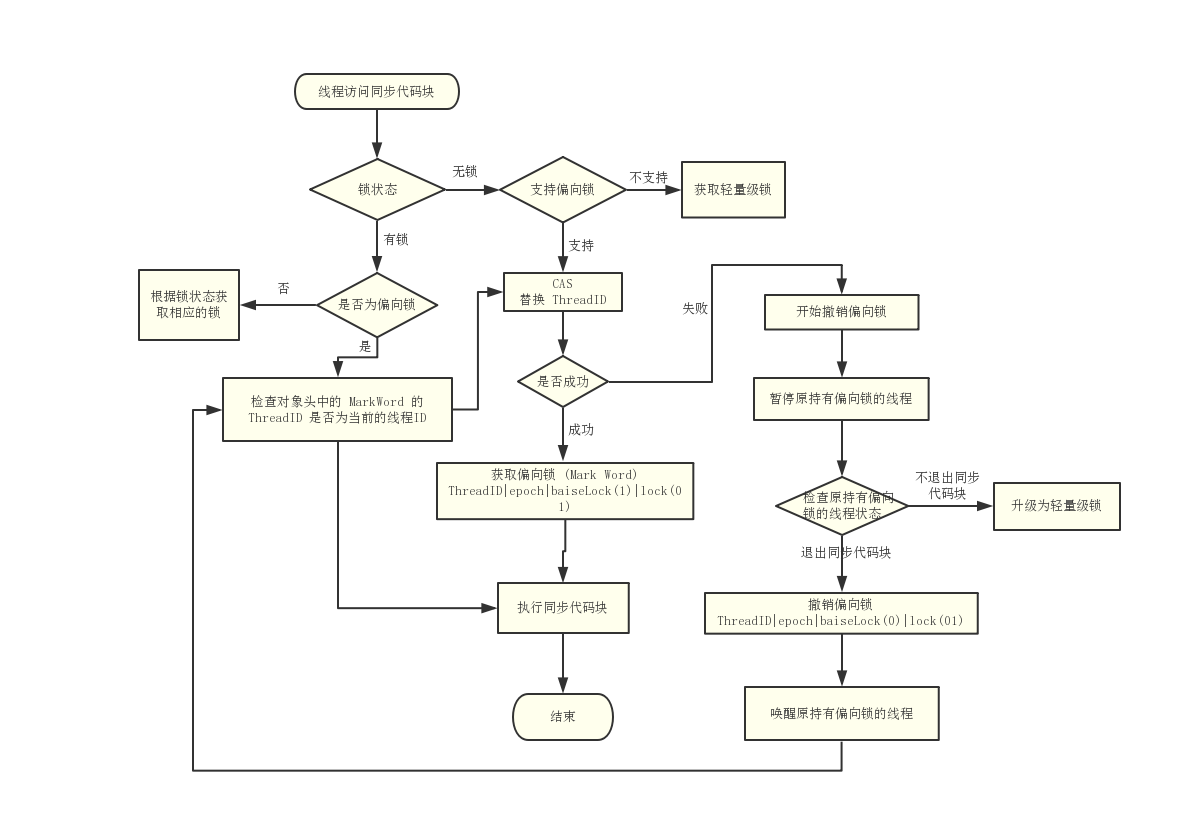 线程访问同步代码块
锁状态
无锁
支持偏向锁
不支持
获取轻量级锁
有锁
支持
是否为偏向锁
否
根据锁状态获
取相应的锁
CAS
替换 ThreadID
失败
开始撤销偏向锁
是
检查对象头中的 MarkWord 的
ThreadID 是否为当前的线程ID
是否成功
暂停原持有偏向锁的线程
成功
获取偏向锁 (Mark Word)
ThreadID|epoch|baiseLock(1)|lock(0
1)
检查原持有偏向
锁的线程状态
不退出同步
代码块
升级为轻量级锁
退出同步代码块
执行同步代码块
撤销偏向锁
ThreadID|epoch|baiseLock(0)|lock(01)
唤醒原持有偏向锁的线程
结束